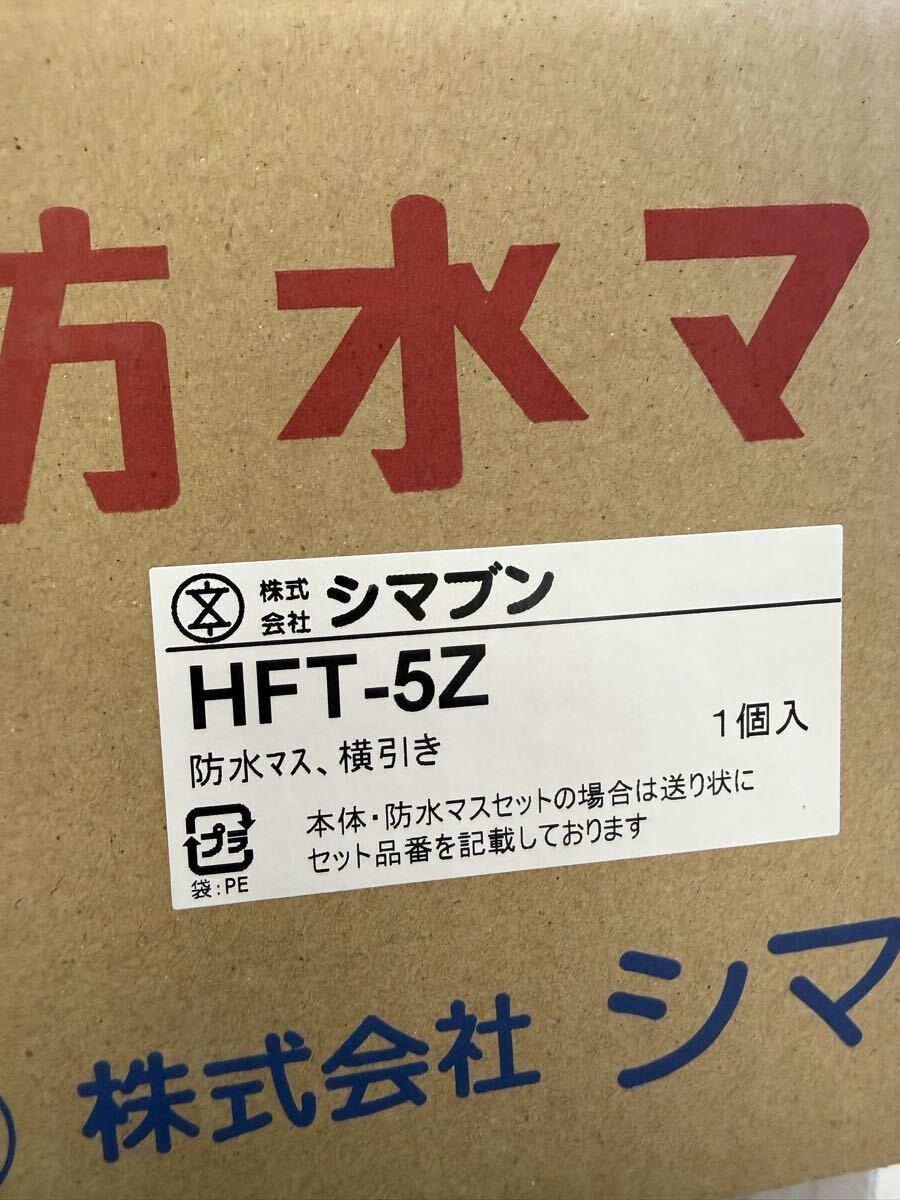 防水マ
株式会社 シマブン
HFT-5Z
防水マス、横引き
1個入
プラ
袋:PE
本体・防水マスセットの場合は送り状に
セット品番を記載しております
株式会社 シマ